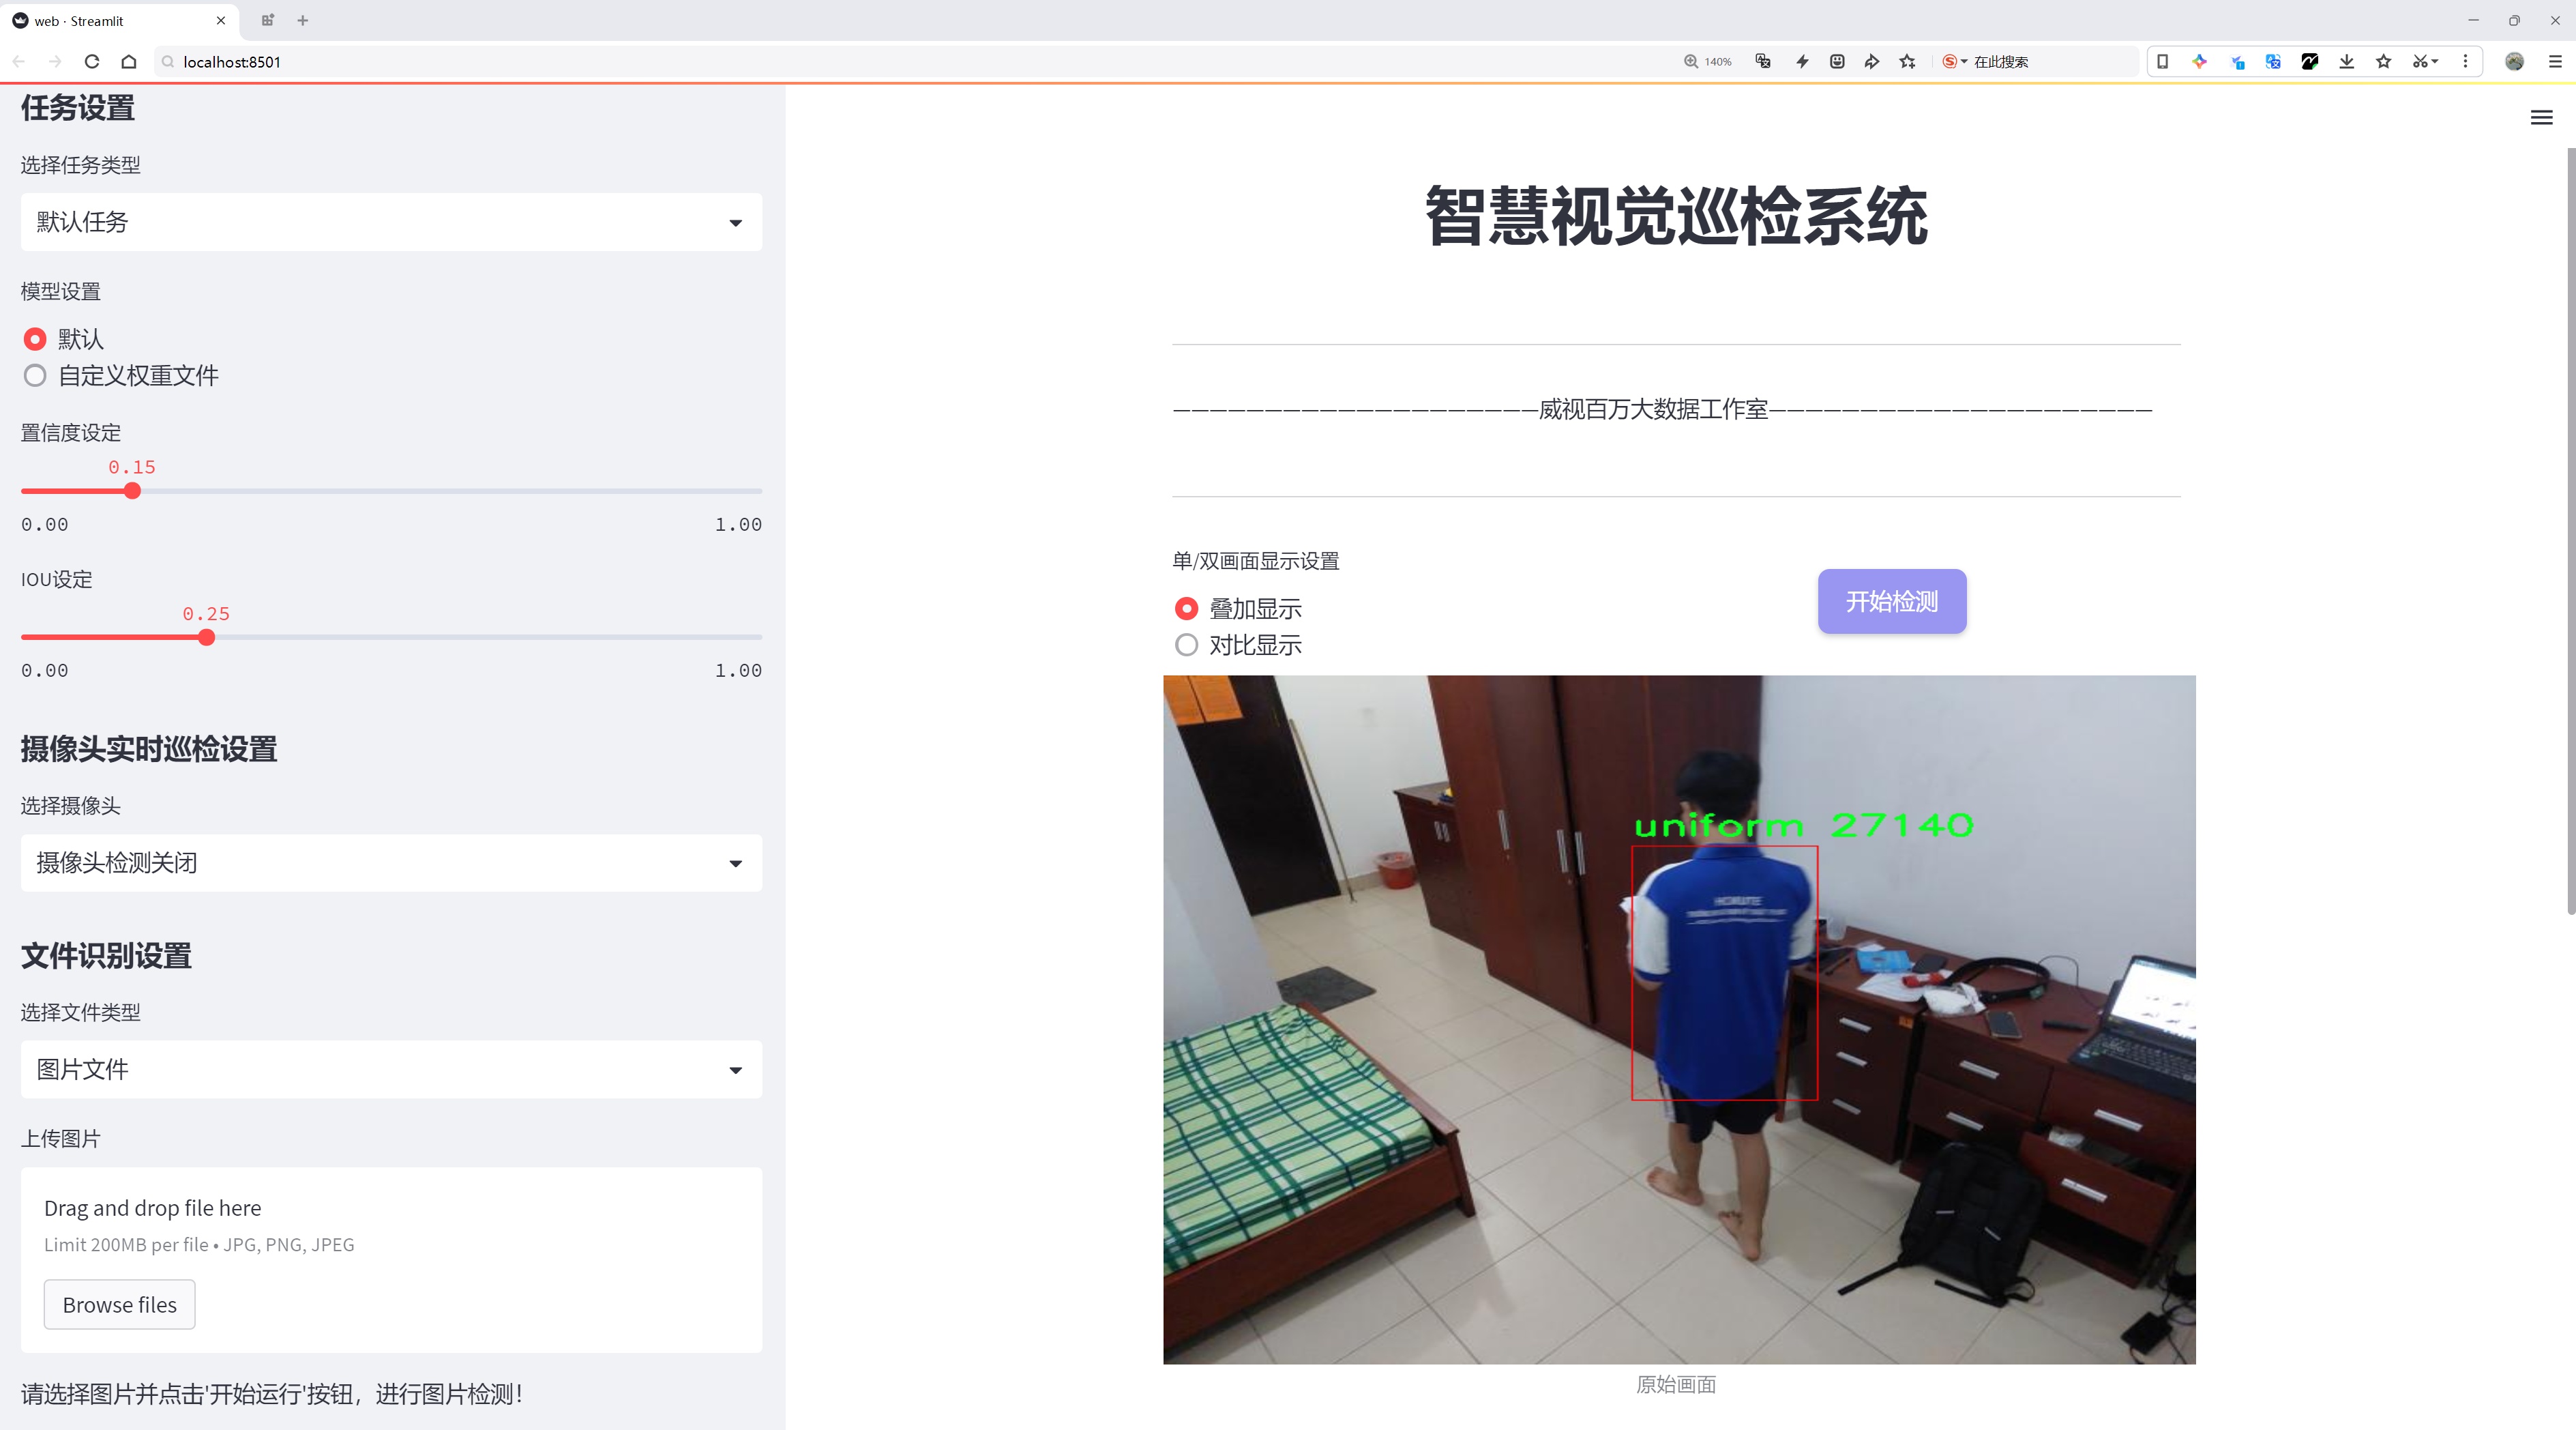 web · Streamlit
localhost:8501
140%
在此搜索
任务设置
选择任务类型
默认任务
模型设置
默认
自定义权重文件
置信度设定
0.15
0.00
1.00
IOU设定
0.25
0.00
1.00
摄像头实时巡检设置
选择摄像头
摄像头检测关闭
文件识别设置
选择文件类型
图片文件
上传图片
Drag and drop file here
Limit 200MB per file • JPG, PNG, JPEG
Browse files
请选择图片并点击'开始运行'按钮，进行图片检测！
智慧视觉巡检系统
————————————————————威视百万大数据工作室—————————————————————
单/双画面显示设置
叠加显示
对比显示
开始检测
uniform 27140
原始画面